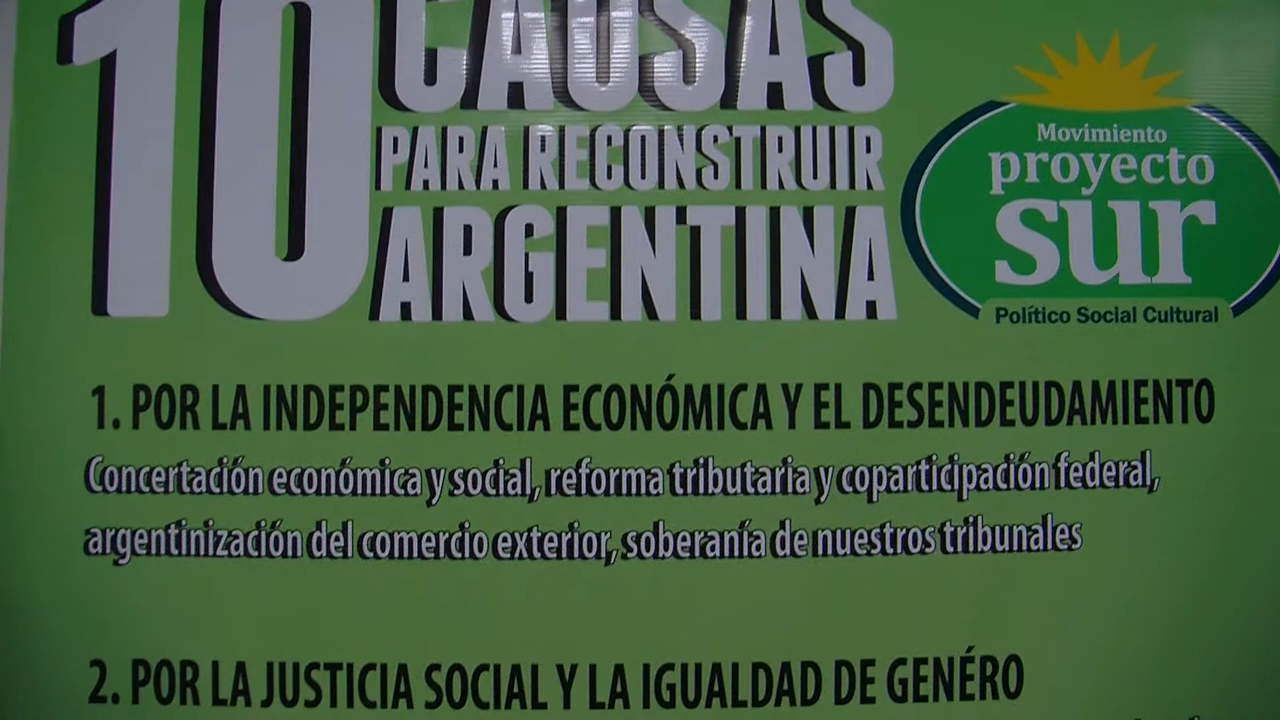 10 CAUSAS
PARA RECONSTRUIR
ARGENTINA
Movimiento
proyecto
sur
Político Social Cultural
1. POR LA INDEPENDENCIA ECONÓMICA Y EL DESENDEUDAMIENTO
Concertación económica y social, reforma tributaria y coparticipación federal,
argentinización del comercio exterior, soberanía de nuestros tribunales
2. POR LA JUSTICIA SOCIAL Y LA IGUALDAD DE GENÉRO